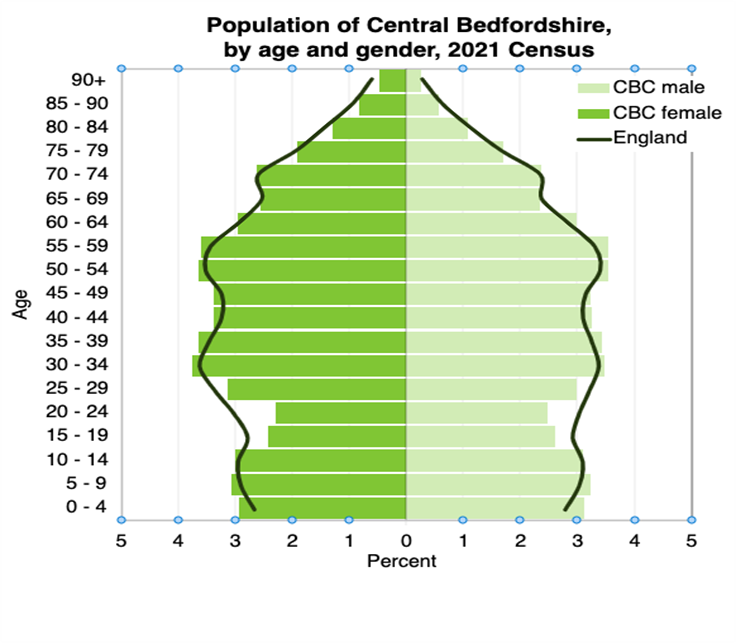 Population of Central Bedfordshire,
by age and gender, 2021 Census
CBC male
CBC female
England
90+
85 - 90
80 - 84
75 - 79
70 - 74
65 - 69
60 - 64
55 - 59
50 - 54
45 - 49
40 - 44
35 - 39
30 - 34
25 - 29
20 - 24
15 - 19
10 - 14
5 - 9
0 - 4
Age
5 4 3 2 1 0 1 2 3 4 5
Percent